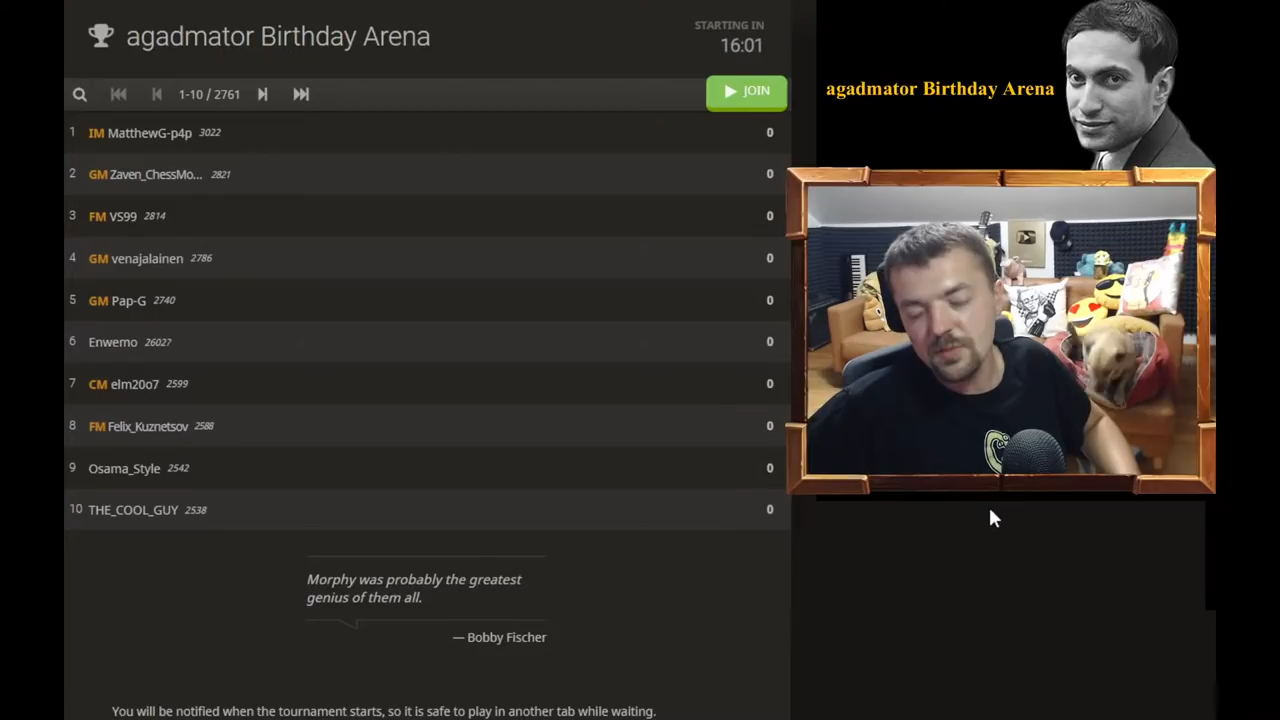 agadmator Birthday Arena
STARTING IN
16:01
1-10 / 2761
JOIN
1 IM MatthewG-p4p 3022 0
2 GM Zaven_ChessMo... 2821 0
3 FM VS99 2814 0
4 GM venajalainen 2786 0
5 GM Pap-G 2740 0
6 Enwemo 2602? 0
7 CM elm20o7 2599 0
8 FM Felix_Kuznetsov 2588 0
9 Osama_Style 2542 0
10 THE_COOL_GUY 2538 0
Morphy was probably the greatest
genius of them all.
— Bobby Fischer
You will be notified when the tournament starts, so it is safe to play in another tab while waiting.
agadmator Birthday Arena